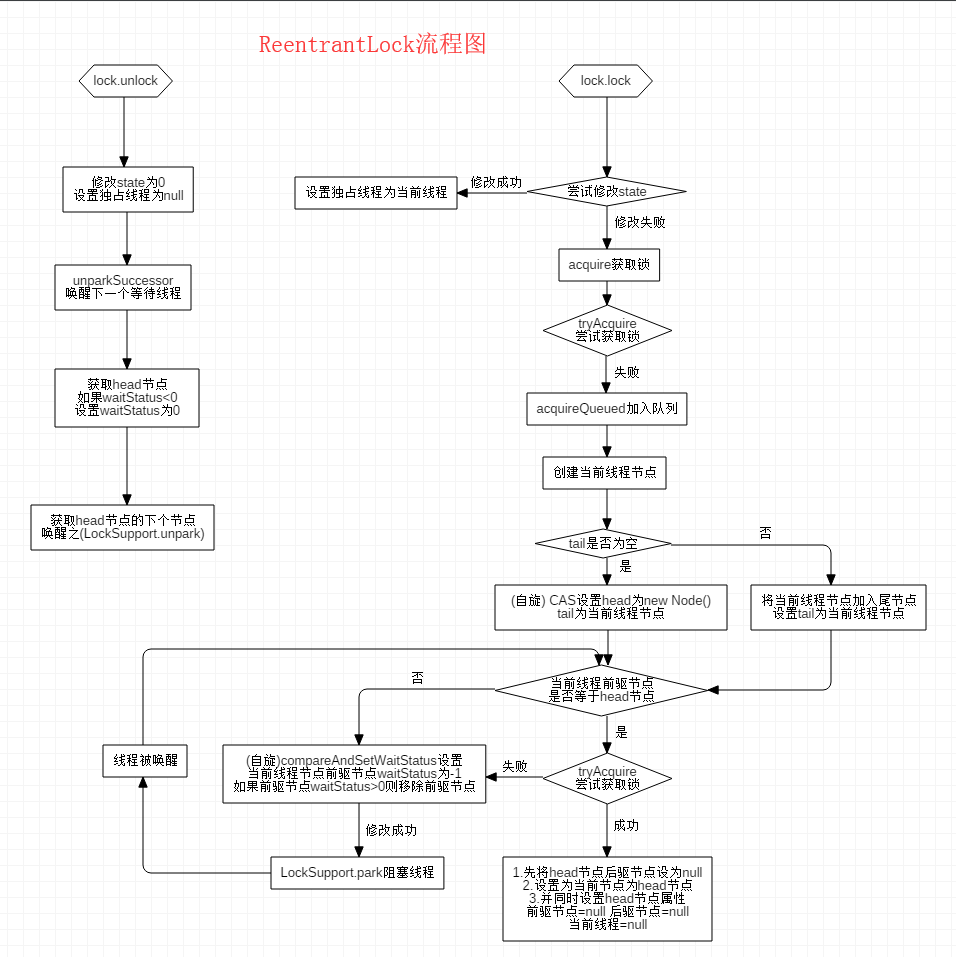 ReentrantLock流程图
lock.unlock
修改state为0
设置独占线程为null
unparkSuccessor
唤醒下一个等待线程
获取head节点
如果waitStatus<0
设置waitStatus为0
获取head节点的下个节点
唤醒之(LockSupport.unpark)
lock.lock
尝试修改state
修改成功
设置独占线程为当前线程
修改失败
acquire获取锁
tryAcquire
尝试获取锁
失败
acquireQueued加入队列
创建当前线程节点
tail是否为空
否
是
(自旋) CAS设置head为new Node()
tail为当前线程节点
将当前线程节点加入尾节点
设置tail为当前线程节点
当前线程前驱节点
是否等于head节点
否
是
线程被唤醒
(自旋)compareAndSetWaitStatus设置
当前线程节点前驱节点waitStatus为-1
如果前驱节点waitStatus>0则移除前驱节点
失败
tryAcquire
尝试获取锁
修改成功
成功
LockSupport.park阻塞线程
1.先将head节点后驱节点设为null
2.设置为当前节点为head节点
3.并同时设置head节点属性
前驱节点=null 后驱节点=null
当前线程=null